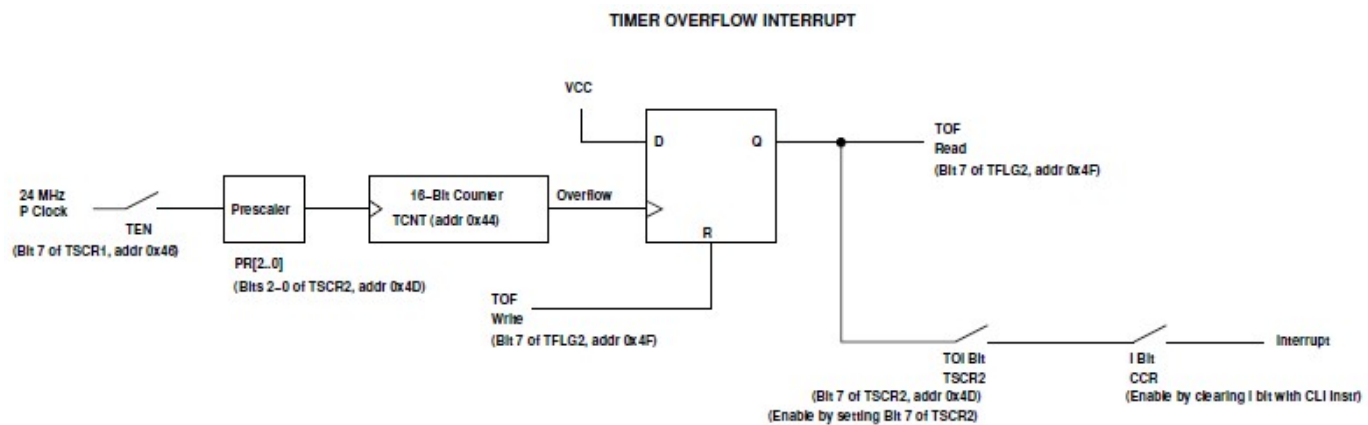 TIMER OVERFLOW INTERRUPT
VCC
D
Q
TOF
Read
(Bit 7 of TFLG2, addr 0x4F)
24 MHz
P Clock
TEN
(Bit 7 of TSCR1, addr 0x46)
Prescaler
PR[2..0]
(Bits 2-0 of TSCR2, addr 0x4D)
16-Bit Counter
TCNT (addr 0x44)
Overflow
R
TOF
Write
(Bit 7 of TFLG2, addr 0x4F)
TOI Bit
TSCR2
(Bit 7 of TSCR2, addr 0x4D)
(Enable by setting Bit 7 of TSCR2)
I Bit
CCR
(Enable by clearing I bit with CLI Instr)
Interrupt